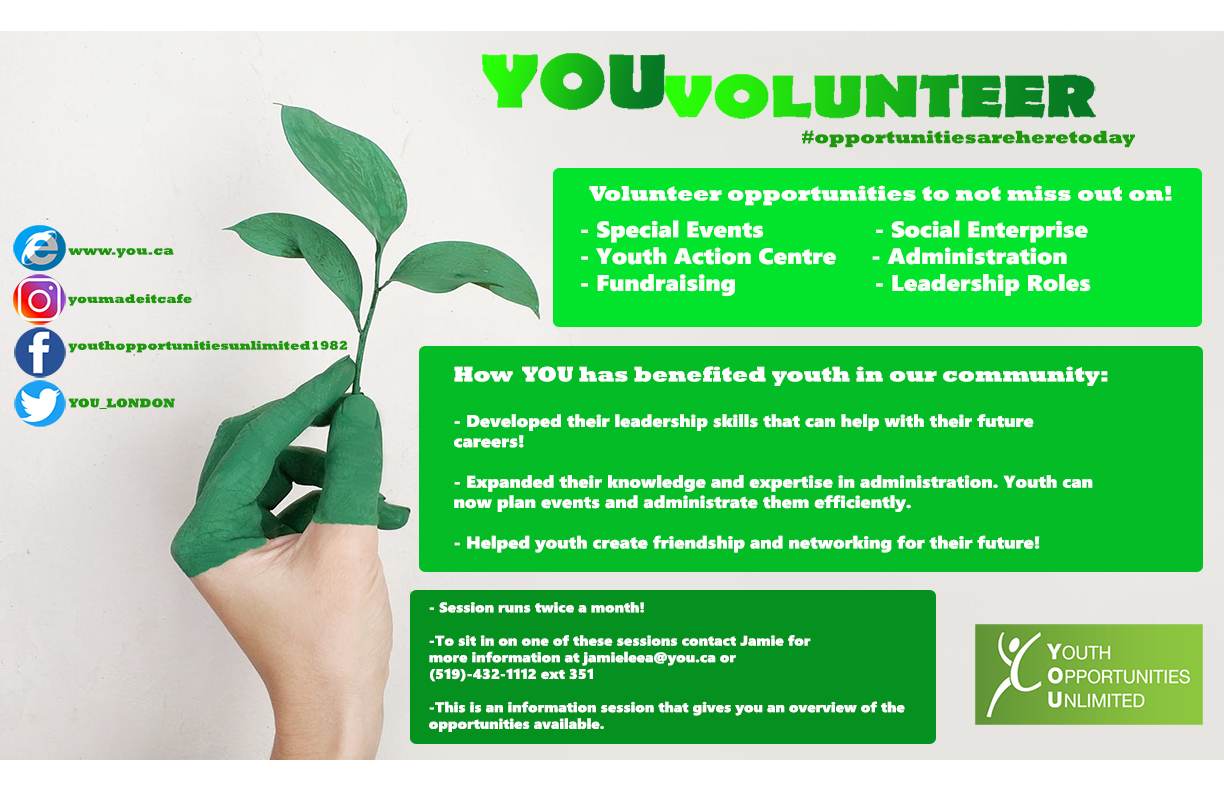 YOUVOLUNTEER
#opportunitiesareheretoday
Volunteer opportunities to not miss out on!
- Special Events
- Youth Action Centre
- Fundraising
- Social Enterprise
- Administration
- Leadership Roles
www.you.ca
youmadeitcafe
youthopportunitiesunlimited1982
YOU_LONDON
How YOU has benefited youth in our community:
- Developed their leadership skills that can help with their future
careers!
- Expanded their knowledge and expertise in administration. Youth can
now plan events and administrate them efficiently.
- Helped youth create friendship and networking for their future!
- Session runs twice a month!
-To sit in on one of these sessions contact Jamie for
more information at jamieleea@you.ca or
(519)-432-1112 ext 351
-This is an information session that gives you an overview of the
opportunities available.
YOUTH
OPPORTUNITIES
UNLIMITED